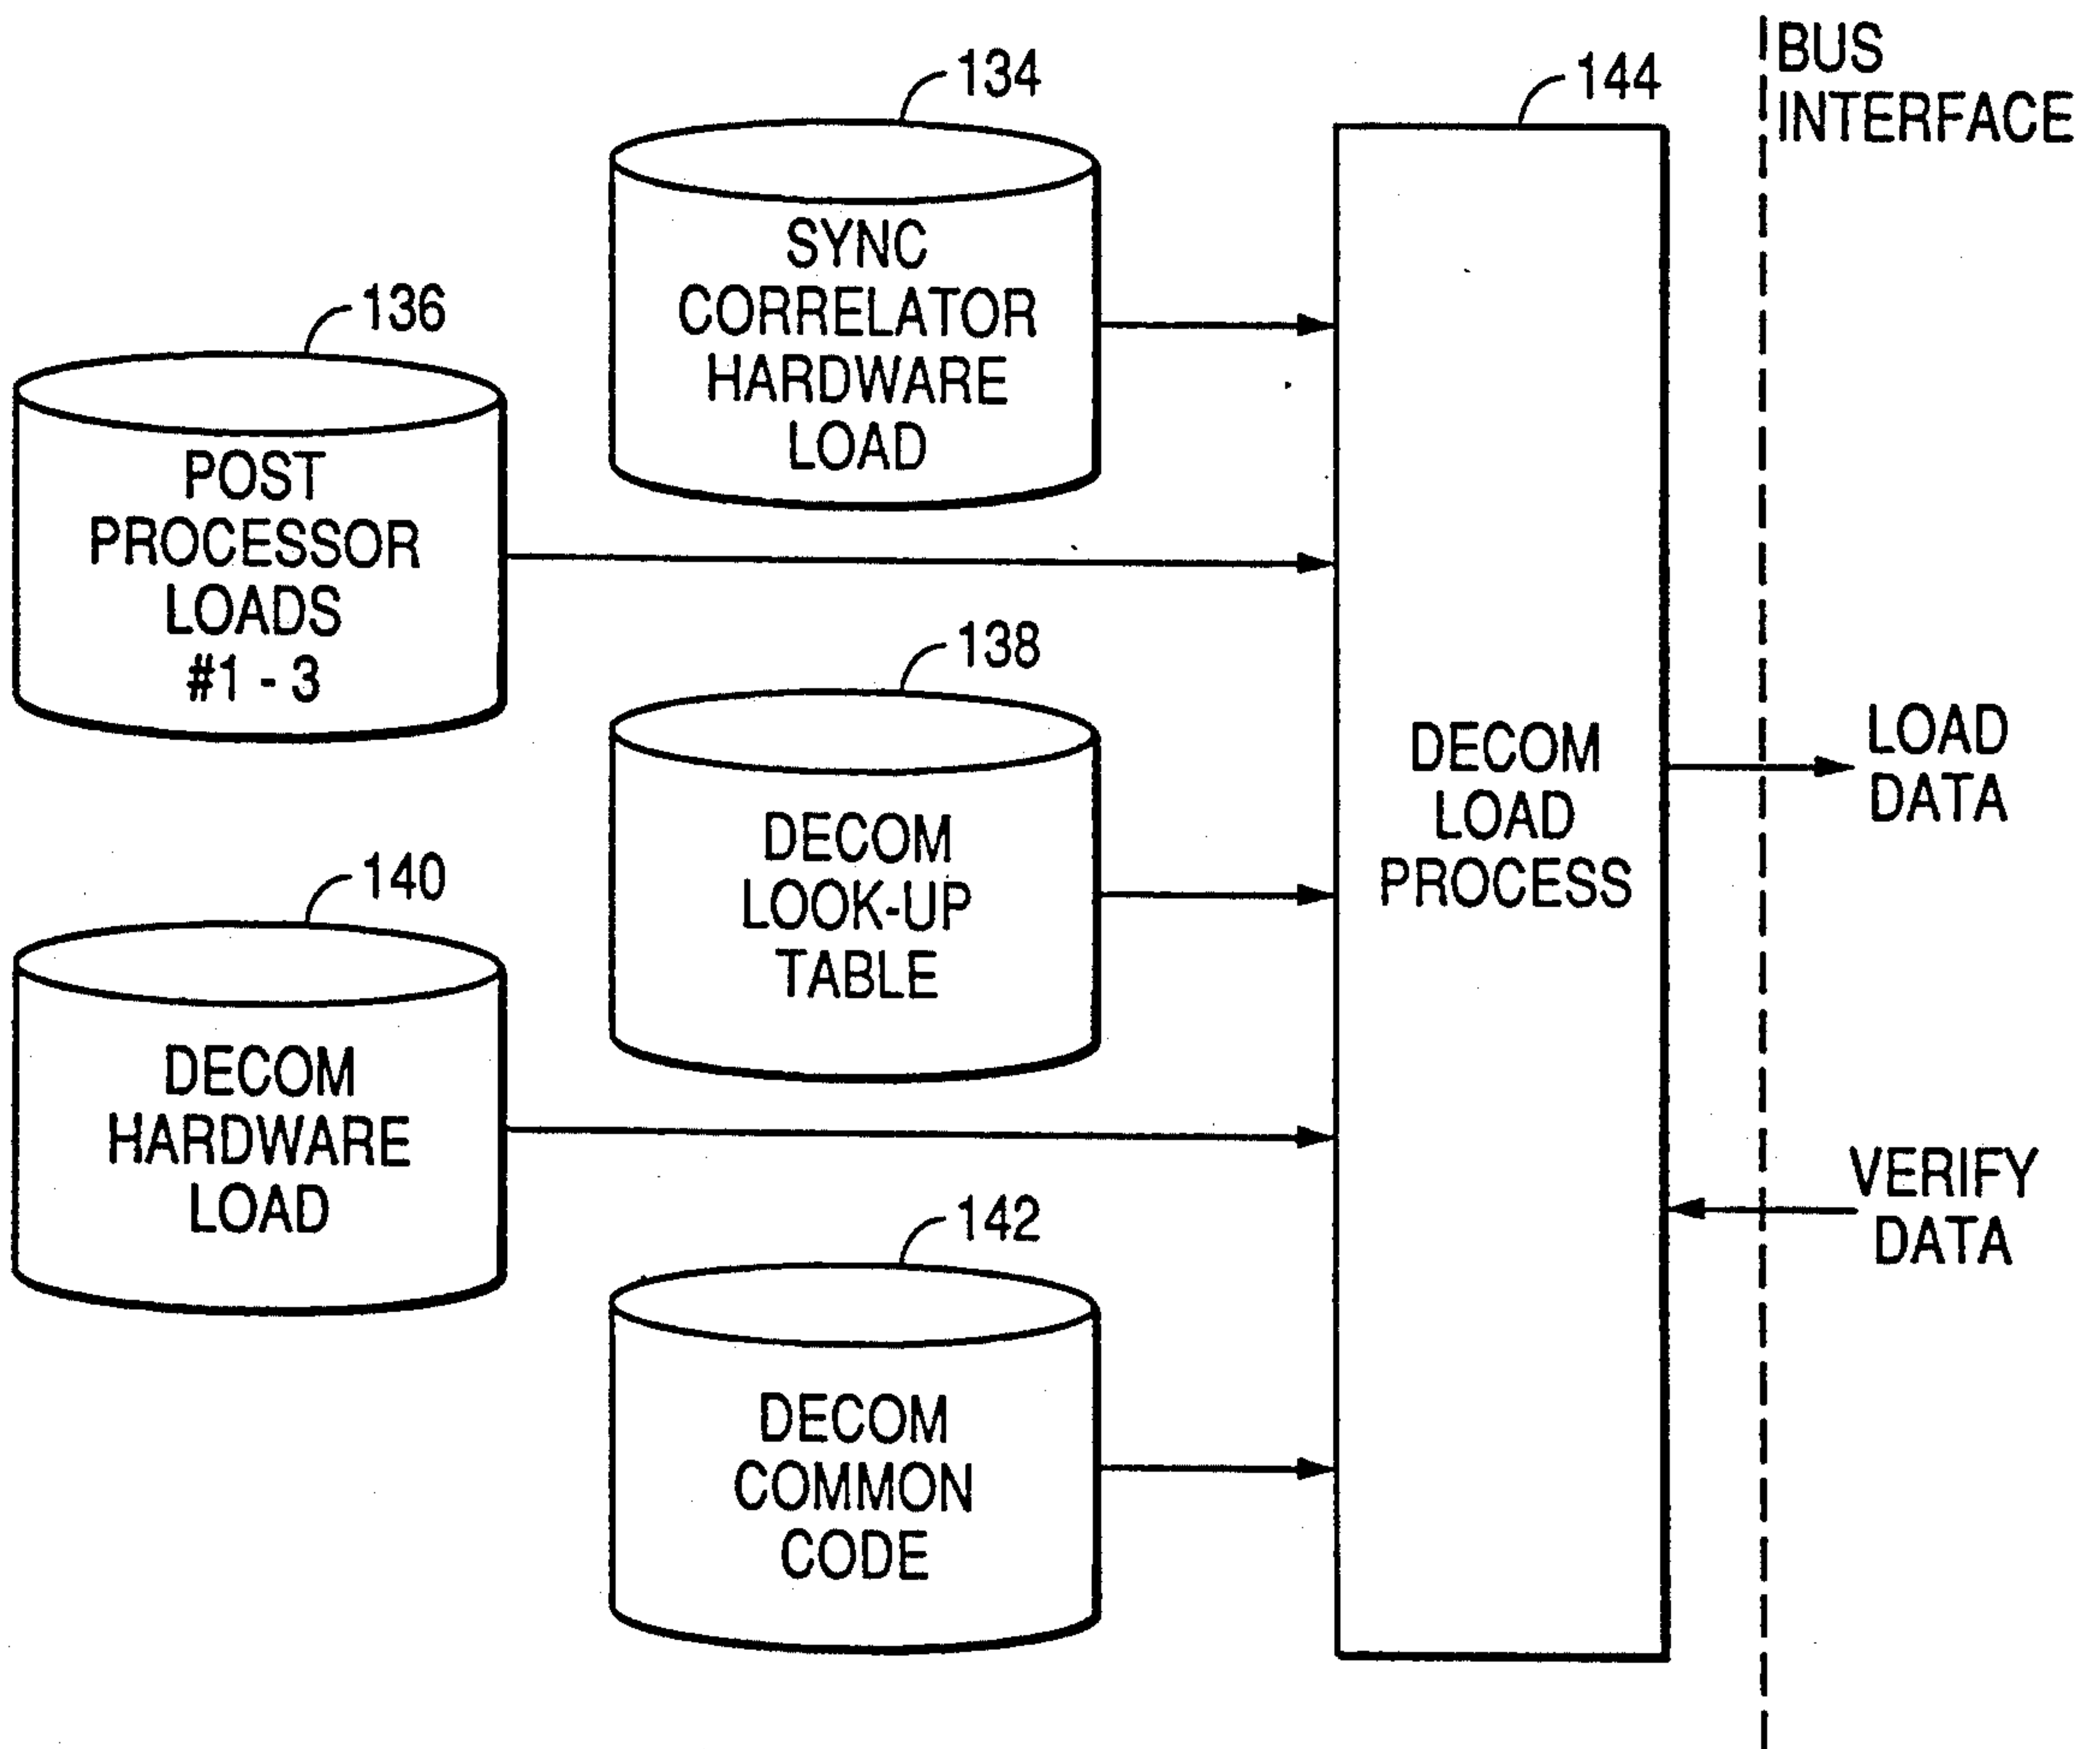 134
144
BUS
INTERFACE
SYNC
CORRELATOR
HARDWARE
LOAD
136
POST
PROCESSOR
LOADS
#1 - 3
138
DECOM
LOOK-UP
TABLE
DECOM
LOAD
PROCESS
LOAD
DATA
140
DECOM
HARDWARE
LOAD
VERIFY
DATA
142
DECOM
COMMON
CODE